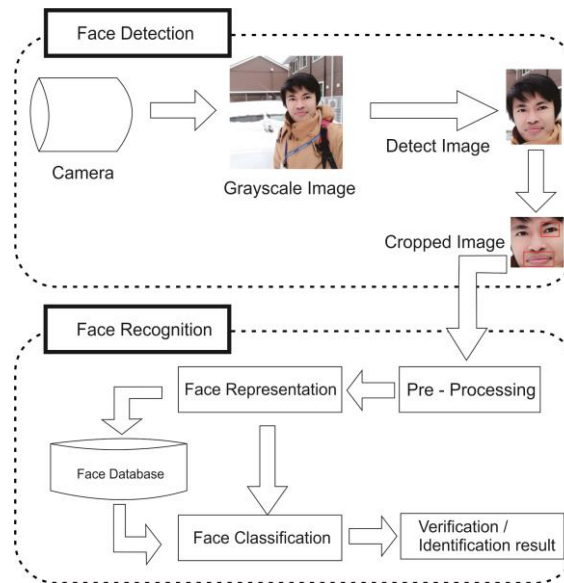 Face Detection
Camera
Grayscale Image
Detect Image
Cropped Image
Face Recognition
Face Representation
Pre - Processing
Face Database
Face Classification
Verification /
Identification result